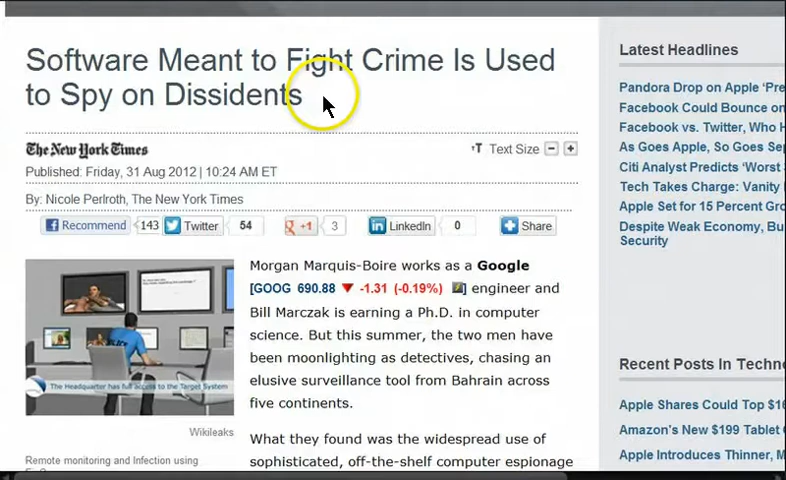 Software Meant to Fight Crime Is Used
to Spy on Dissidents
The New York Times
тT Text Size
Published: Friday, 31 Aug 2012 | 10:24 AM ET
By: Nicole Perlroth, The New York Times
Recommend 143 Twitter 54 +1 3 LinkedIn 0 Share
Morgan Marquis-Boire works as a Google
[GOOG 690.88 ▼ -1.31 (-0.19%) ] engineer and
Bill Marczak is earning a Ph.D. in computer
science. But this summer, the two men have
been moonlighting as detectives, chasing an
elusive surveillance tool from Bahrain across
five continents.
What they found was the widespread use of
sophisticated, off-the-shelf computer espionage
POLICE
The Headquarter has full access to the Target System
Wikileaks
Remote monitoring and Infection using
Latest Headlines
Pandora Drop on Apple 'Pre
Facebook Could Bounce on
Facebook vs. Twitter, Who H
As Goes Apple, So Goes Se
Citi Analyst Predicts 'Worst
Tech Takes Charge: Vanity
Apple Set for 15 Percent Gro
Despite Weak Economy, Bu
Security
Recent Posts In Techno
Apple Shares Could Top $1
Amazon's New $199 Tablet
Apple Introduces Thinner, M